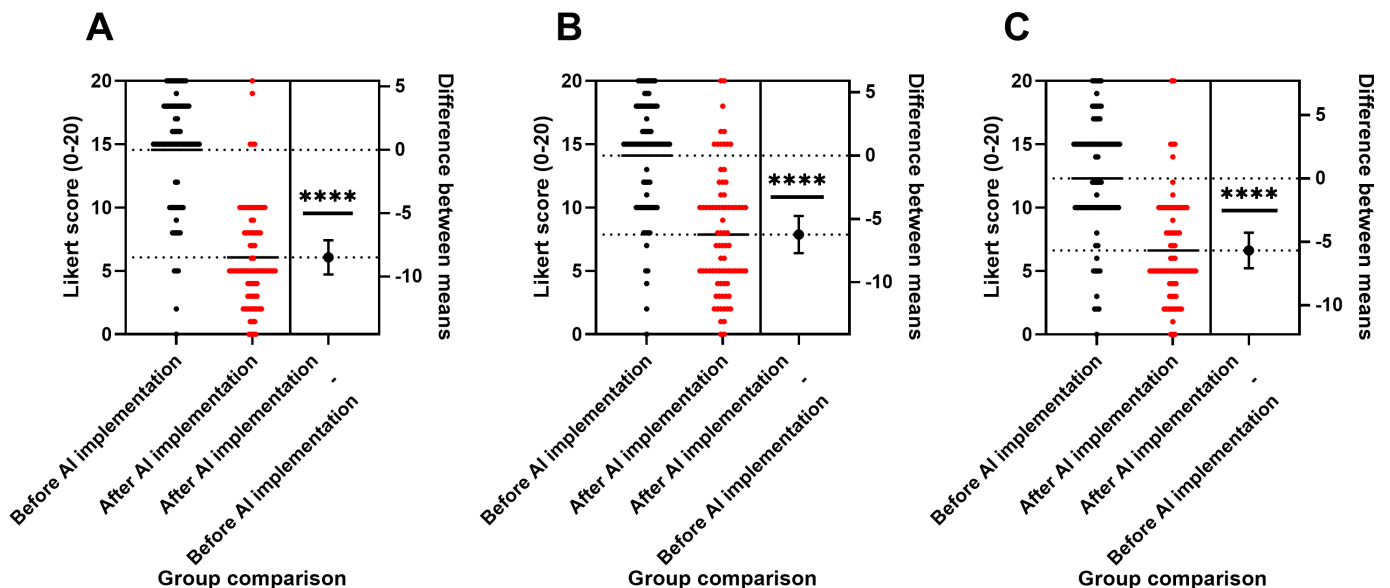 A
Likert score (0-20)
20
15
10
5
0
****
5
0
-5
-10
Difference between means
Before AI implementation
After AI implementation
After AI implementation
-
Before AI implementation
Group comparison
B
Likert score (0-20)
20
15
10
5
0
****
5
0
-5
-10
Difference between means
Before AI implementation
After AI implementation
After AI implementation
-
Before AI implementation
Group comparison
C
Likert score (0-20)
20
15
10
5
0
****
5
0
-5
-10
Difference between means
Before AI implementation
After AI implementation
After AI implementation
-
Before AI implementation
Group comparison